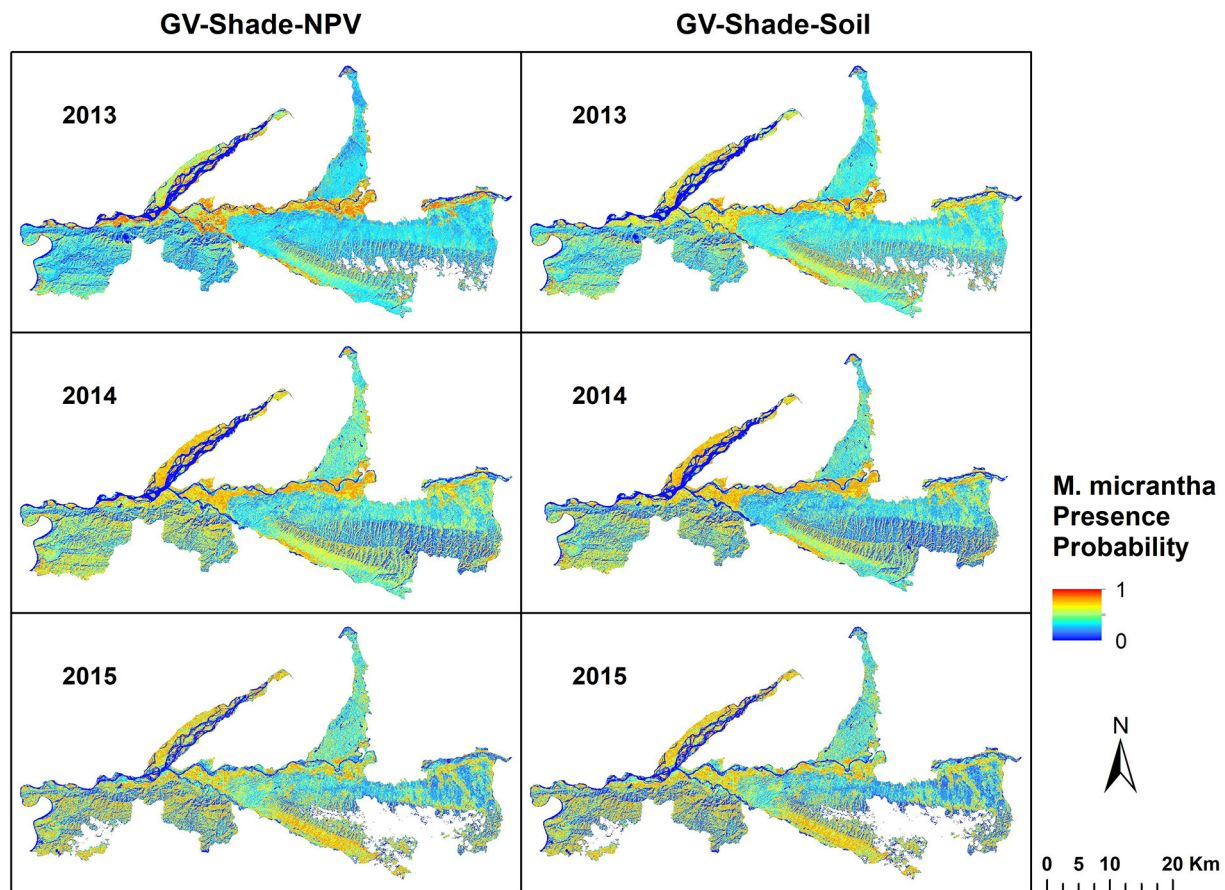 GV-Shade-NPV
GV-Shade-Soil
2013
2013
2014
2014
2015
2015
M. micrantha
Presence
Probability
1
0
N
0 5 10 20 Km